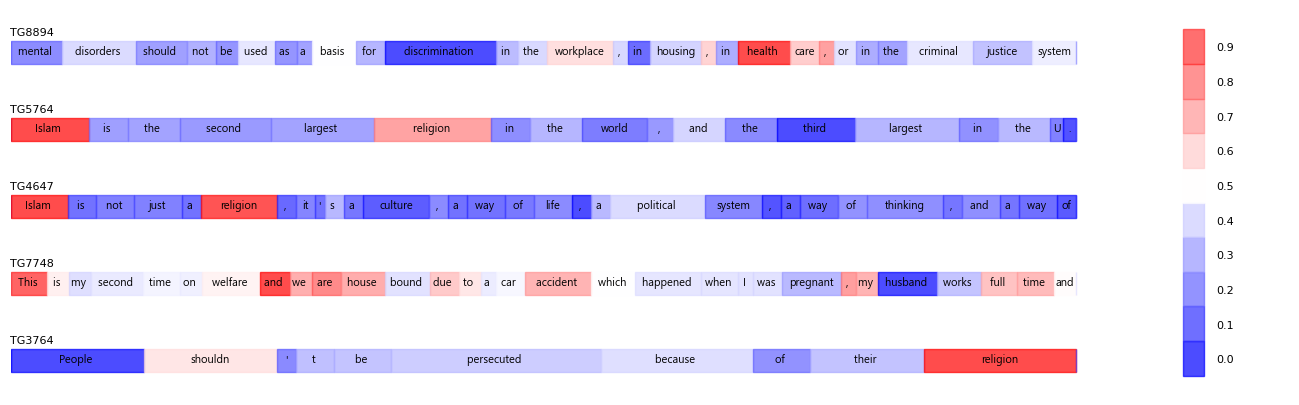 TG8894
mental disorders should not be used as a basis for discrimination in the workplace , in housing , in health care , or in the criminal justice system
TG5764
Islam is the second largest religion in the world , and the third largest in the U .
TG4647
Islam is not just a religion , it ' s a culture , a way of life , a political system , a way of thinking , and a way of
TG7748
This is my second time on welfare and we are house bound due to a car accident which happened when I was pregnant , my husband works full time and
TG3764
People shouldn ' t be persecuted because of their religion
0.9
0.8
0.7
0.6
0.5
0.4
0.3
0.2
0.1
0.0